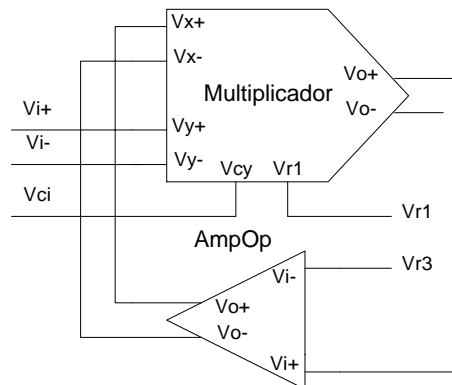 Vx+
Vx-
Vo+
Multiplicador
Vo-
Vi+
Vy+
Vi-
Vy-
Vcy Vr1
Vci
Vr1
AmpOp
Vr3
Vi-
Vo+
Vo-
Vi+